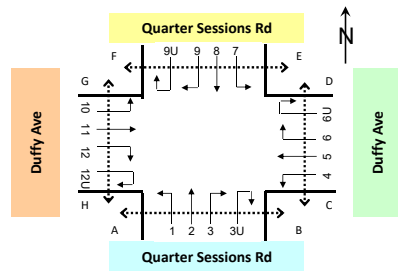 Quarter Sessions Rd
N
F
9U
9
8
7
E
G
D
10
11
12
12U
6U
6
5
4
Duffy Ave
Duffy Ave
H
C
A
1
2
3
3U
B
Quarter Sessions Rd